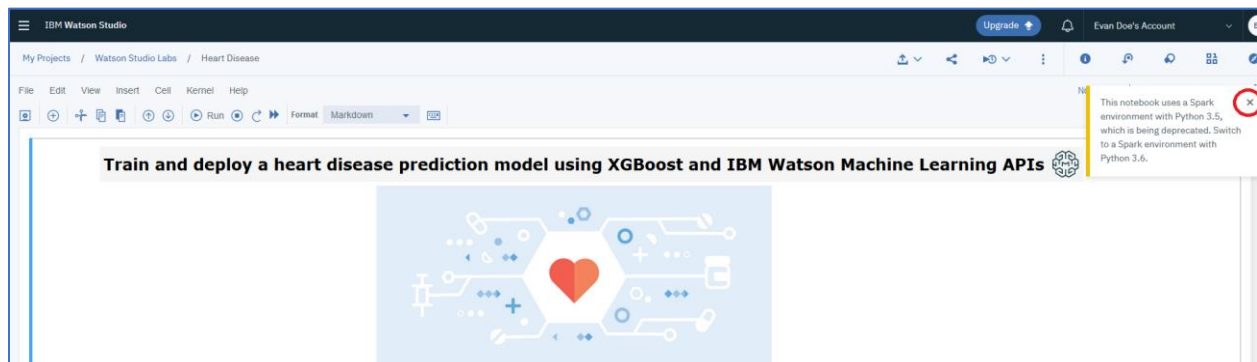 IBM Watson Studio
Upgrade
Evan Doe's Account
My Projects / Watson Studio Labs / Heart Disease
File Edit View Insert Cell Kernel Help
Run
Format
Markdown
This notebook uses a Spark
environment with Python 3.5,
which is being deprecated. Switch
to a Spark environment with
Python 3.6.
Train and deploy a heart disease prediction model using XGBoost and IBM Watson Machine Learning APIs